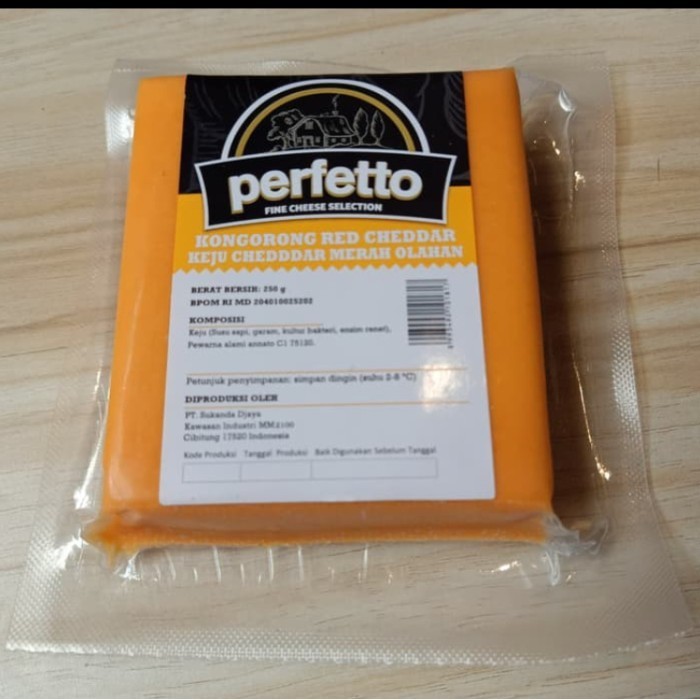 perfetto
FINE CHEESE SELECTION
KONGORONG RED CHEDDAR
KEJU CHEDDDAR MERAH OLAHAN
BERAT BERSIH: 250 g
BPOM RI MD 204010025202
KOMPOSISI
Keju (Susu sapi, garam, kultur bakteri, enzim renet),
Pewarna alami annato C1 75120.
Petunjuk penyimpanan: simpan dingin (suhu 2-8 °C)
DIPRODUKSI OLEH
PT. Sukanda Djaya
Kawasan Industri MM2100
Cibitung 17520 Indonesia
Kode Produksi Tanggal Produksi Baik Digunakan Sebelum Tanggal